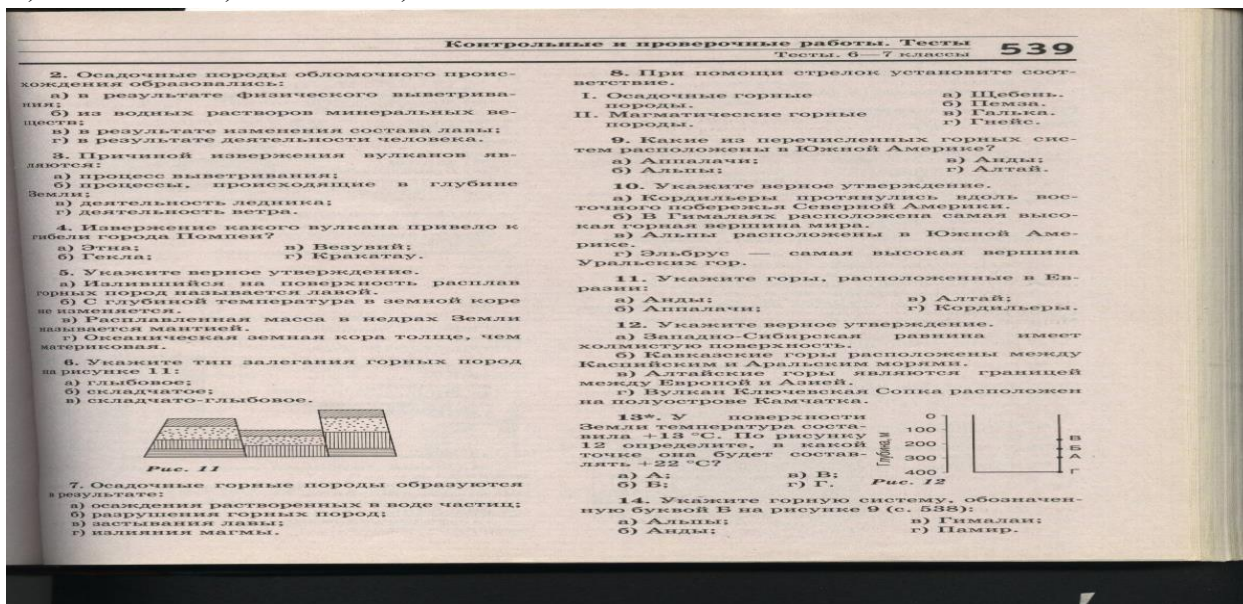 Контрольные и проверочные работы. Тесты
Тесты. 6—7 классы
539
2. Осадочные породы обломочного проис-
хождения образовались:
а) в результате физического выветрива-
ния;
б) из водных растворов минеральных ве-
ществ;
в) в результате изменения состава лавы;
г) в результате деятельности человека.
3. Причиной извержения вулканов яв-
ляются:
а) процесс выветривания;
б) процессы, происходящие в глубине
Земли;
в) деятельность ледника;
г) деятельность ветра.
4. Извержение какого вулкана привело к
гибели города Помпеи?
а) Этна; в) Везувий;
б) Гекла; г) Кракатау.
5. Укажите верное утверждение.
а) Излившийся на поверхность расплав
горных пород называется лавой.
б) С глубиной температура в земной коре
не изменяется.
в) Расплавленная масса в недрах Земли
называется мантией.
г) Океаническая земная кора толще, чем
материковая.
6. Укажите тип залегания горных пород
на рисунке 11:
а) глыбовое;
б) складчатое;
в) складчато-глыбовое.
Рис. 11
7. Осадочные горные породы образуются
в результате:
а) осаждения растворенных в воде частиц;
б) разрушения горных пород;
в) застывания лавы;
г) излияния магмы.
8. При помощи стрелок установите соот-
ветствие.
I. Осадочные горные а) Щебень.
породы. б) Пемза.
II. Магматические горные в) Галька.
породы. г) Гнейс.
9. Какие из перечисленных горных сис-
тем расположены в Южной Америке?
а) Аппалачи; в) Анды;
б) Альпы; г) Алтай.
10. Укажите верное утверждение.
а) Кордильеры протянулись вдоль вос-
точного побережья Северной Америки.
б) В Гималаях расположена самая высо-
кая горная вершина мира.
в) Альпы расположены в Южной Аме-
рике.
г) Эльбрус — самая высокая вершина
Уральских гор.
11. Укажите горы, расположенные в Ев-
разии:
а) Анды; в) Алтай;
б) Аппалачи; г) Кордильеры.
12. Укажите верное утверждение.
а) Западно-Сибирская равнина имеет
холмистую поверхность.
б) Кавказские горы расположены между
Каспийским и Аральским морями.
в) Алтайские горы являются границей
между Европой и Азией.
г) Вулкан Ключевская Сопка расположен
на полуострове Камчатка.
13*. У поверхности
Земли температура соста-
вила +13 °С. По рисунку
12 определите, в какой
точке она будет состав-
лять +22 °С?
а) А; в) В;
б) Б; г) Г.
Глубина, м
0
100
200
300
400
В
Б
А
Г
Рис. 12
14. Укажите горную систему, обозначен-
ную буквой В на рисунке 9 (с. 538):
а) Альпы; в) Гималаи;
б) Анды; г) Памир.